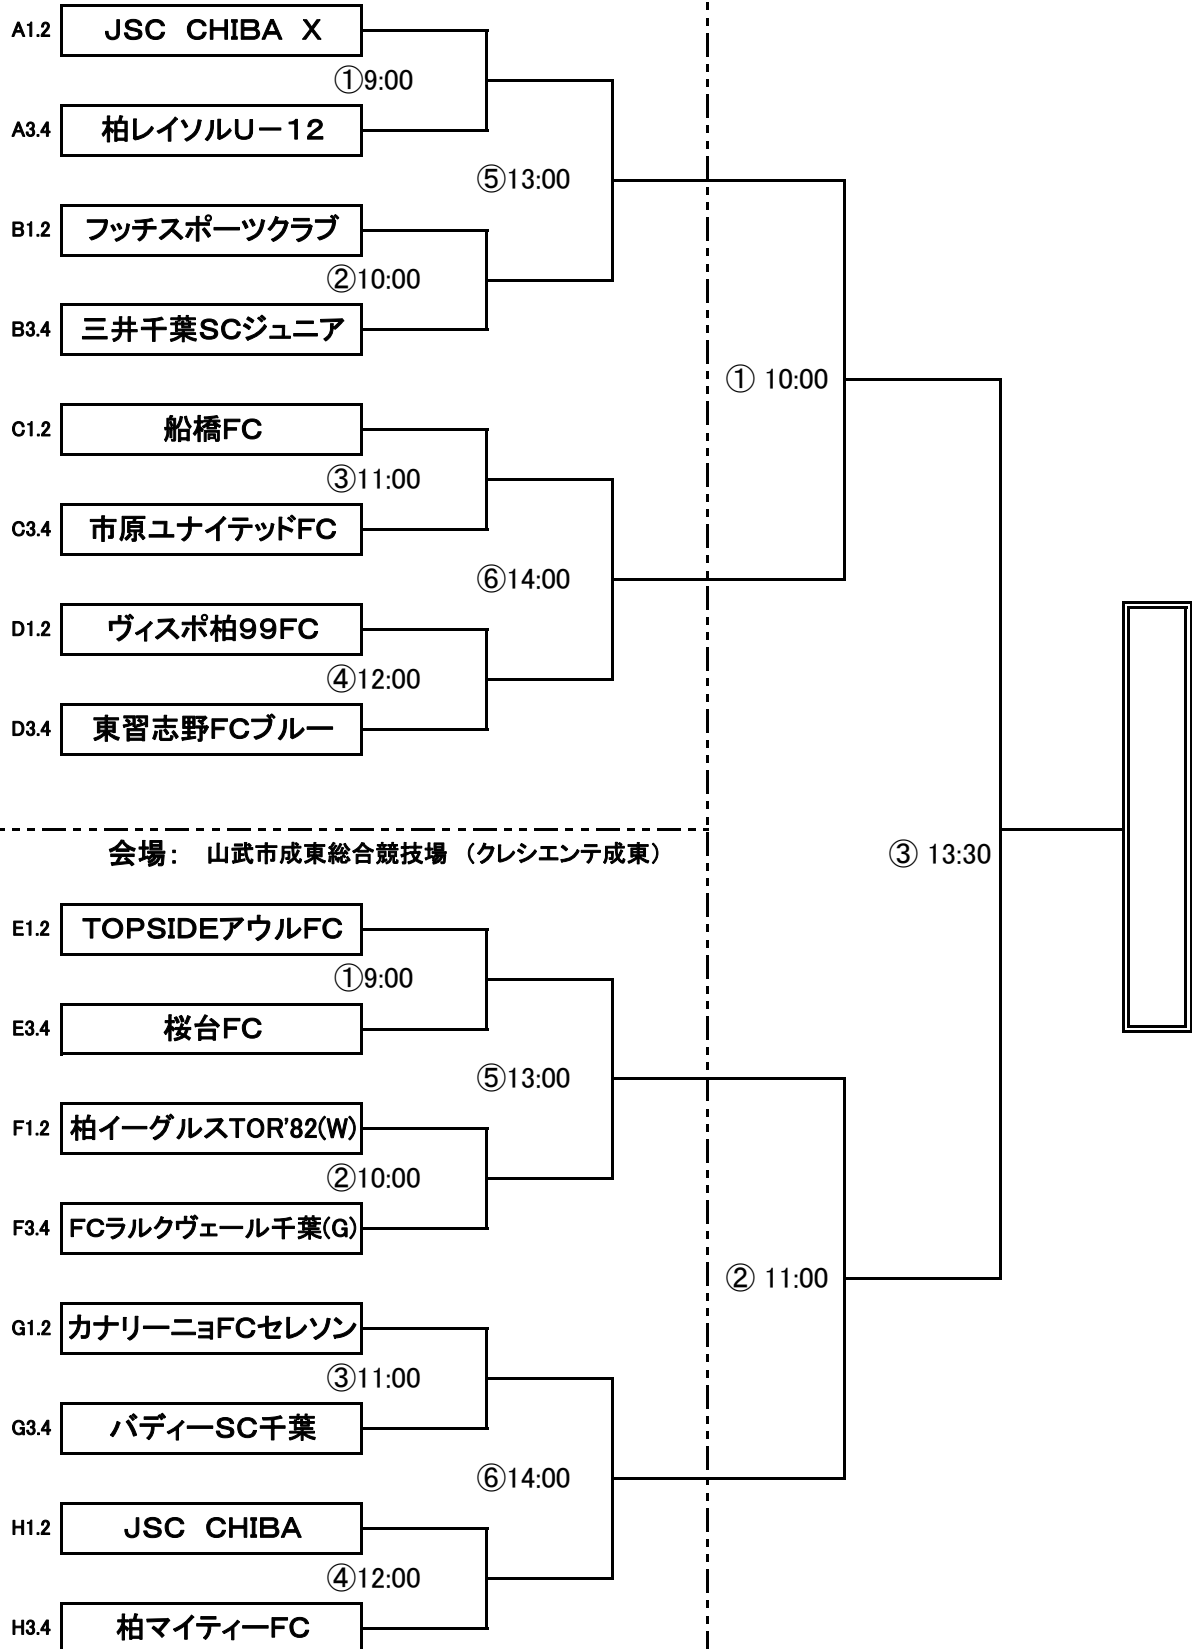 A1.2 JSC CHIBA X
①9:00
A3.4 柏レイソルU－12
⑤13:00
B1.2 フッチスポーツクラブ
②10:00
B3.4 三井千葉SCジュニア
① 10:00
C1.2 船橋FC
③11:00
C3.4 市原ユナイテッドFC
⑥14:00
D1.2 ヴィスポ柏99FC
④12:00
D3.4 東習志野FCブルー
会場： 山武市成東総合競技場 （クレシエンテ成東）
③ 13:30
E1.2 TOPSIDEアウルFC
①9:00
E3.4 桜台FC
⑤13:00
F1.2 柏イーグルスTOR'82(W)
②10:00
F3.4 FCラルクヴェール千葉(G)
② 11:00
G1.2 カナリーニョFCセレソン
③11:00
G3.4 バディーSC千葉
⑥14:00
H1.2 JSC CHIBA
④12:00
H3.4 柏マイティーFC